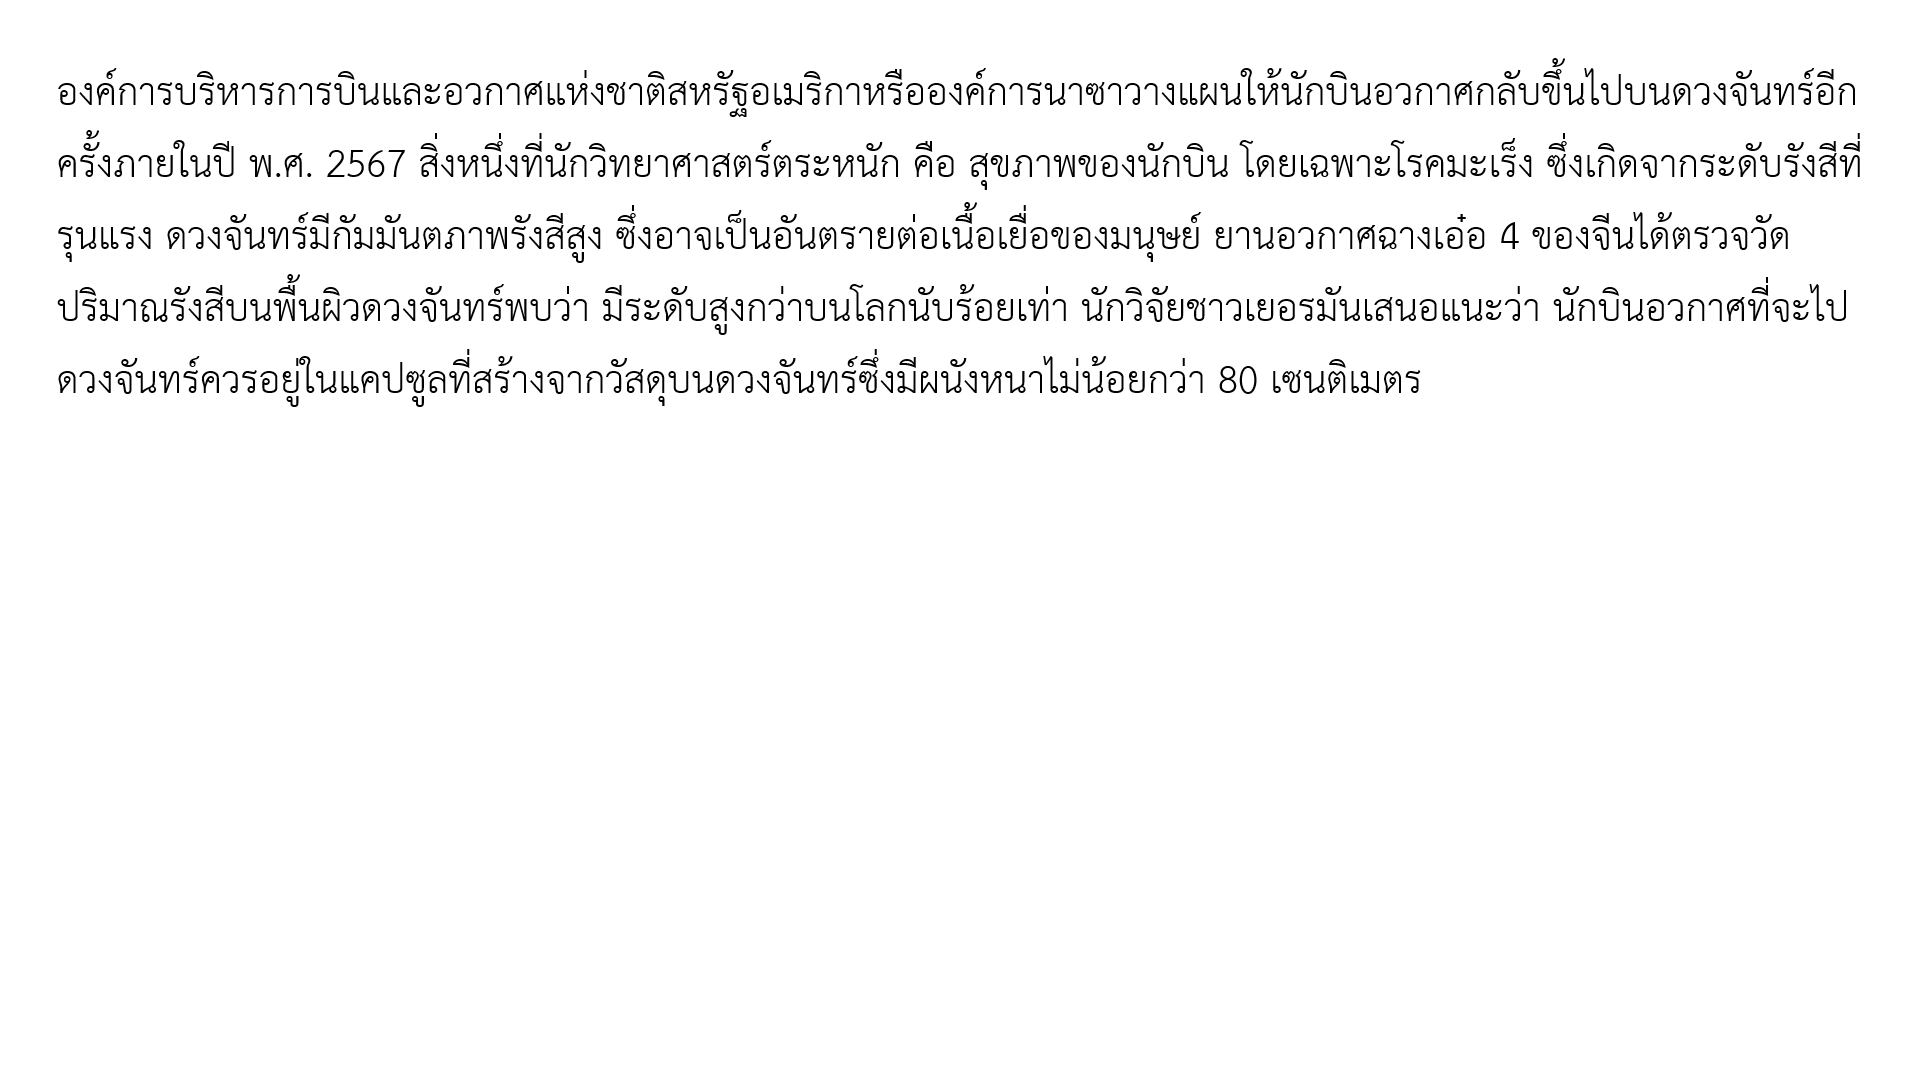 องค์การบริหารการบินและอวกาศแห่งชาติสหรัฐอเมริกาหรือองค์การนาซาวางแผนให้นักบินอวกาศกลับขึ้นไปบนดวงจันทร์อีก
ครั้งภายในปี พ.ศ. 2567 สิ่งหนึ่งที่นักวิทยาศาสตร์ตระหนัก คือ สุขภาพของนักบิน โดยเฉพาะโรคมะเร็ง ซึ่งเกิดจากระดับรังสีที่
รุนแรง ดวงจันทร์มีกัมมันตภาพรังสีสูง ซึ่งอาจเป็นอันตรายต่อเนื้อเยื่อของมนุษย์ ยานอวกาศฉางเอ๋อ 4 ของจีนได้ตรวจวัด
ปริมาณรังสีบนพื้นผิวดวงจันทร์พบว่า มีระดับสูงกว่าบนโลกนับร้อยเท่า นักวิจัยชาวเยอรมันเสนอแนะว่า นักบินอวกาศที่จะไป
ดวงจันทร์ควรอยู่ในแคปซูลที่สร้างจากวัสดุบนดวงจันทร์ซึ่งมีผนังหนาไม่น้อยกว่า 80 เซนติเมตร